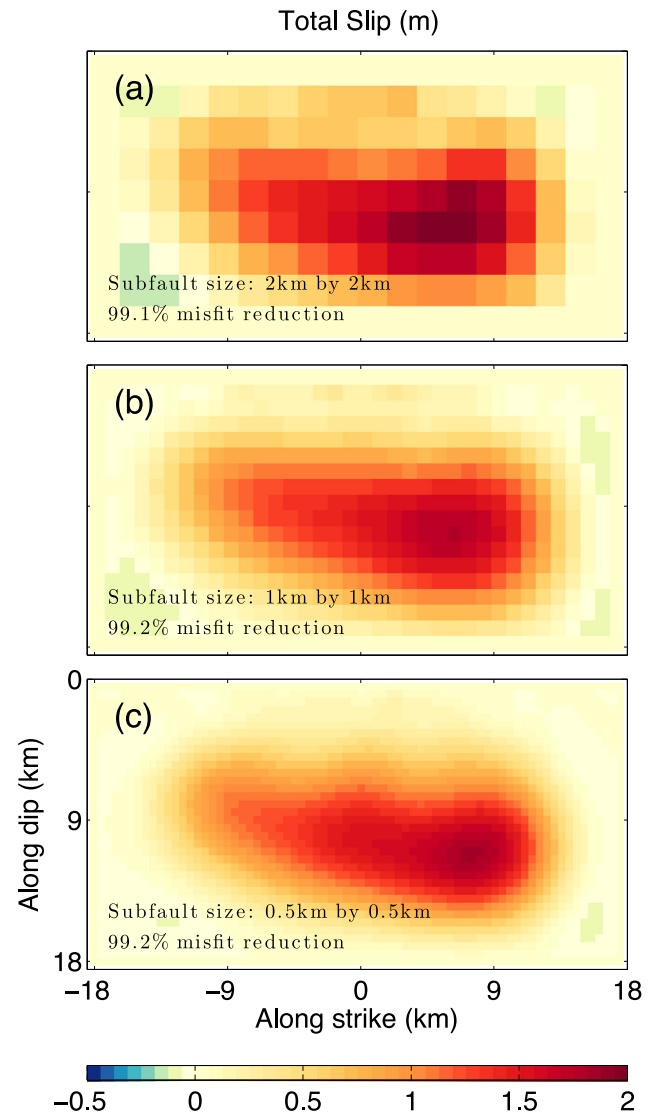 Total Slip (m)
(a)
Subfault size: 2km by 2km
99.1% misfit reduction
(b)
Subfault size: 1km by 1km
99.2% misfit reduction
0
(c)
9
Along dip (km)
Subfault size: 0.5km by 0.5km
99.2% misfit reduction
18
−18 −9 0 9 18
Along strike (km)
−0.5 0 0.5 1 1.5 2